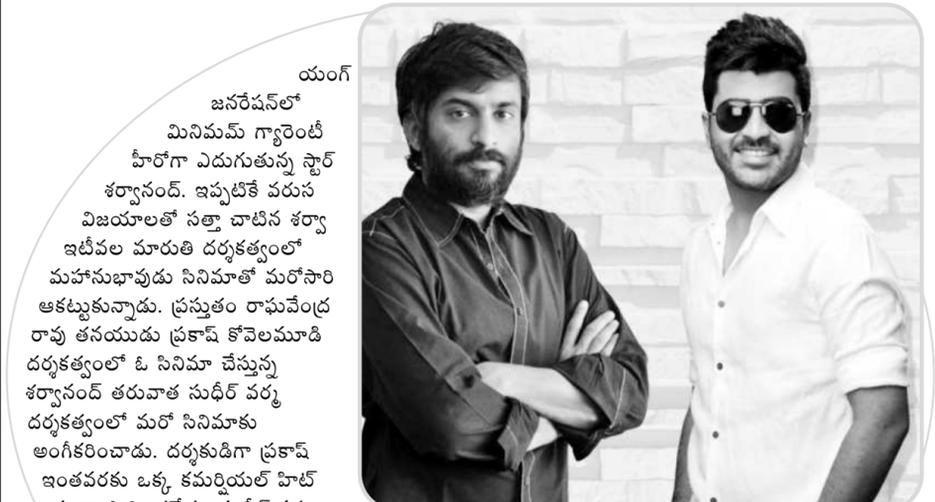 యంగ్
జనరేషన్‌లో
మినిమమ్ గ్యారెంటీ
హీరోగా ఎదుగుతున్న స్టార్
శర్వానంద్. ఇప్పటికే వరుస
విజయాలతో సత్తా చాటిన శర్వా
ఇటీవల మారుతి దర్శకత్వంలో
మహానుభావుడు సినిమాతో మరోసారి
ఆకట్టుకున్నాడు. ప్రస్తుతం రాఘవేంద్ర
రావు తనయుడు ప్రకాష్ కోవెలమూడి
దర్శకత్వంలో ఓ సినిమా చేస్తున్న
శర్వానంద్ తరువాత సుధీర్ వర్మ
దర్శకత్వంలో మరో సినిమాకు
అంగీకరించాడు. దర్శకుడిగా ప్రకాష్
ఇంతవరకు ఒక్క కమర్షియల్ హిట్